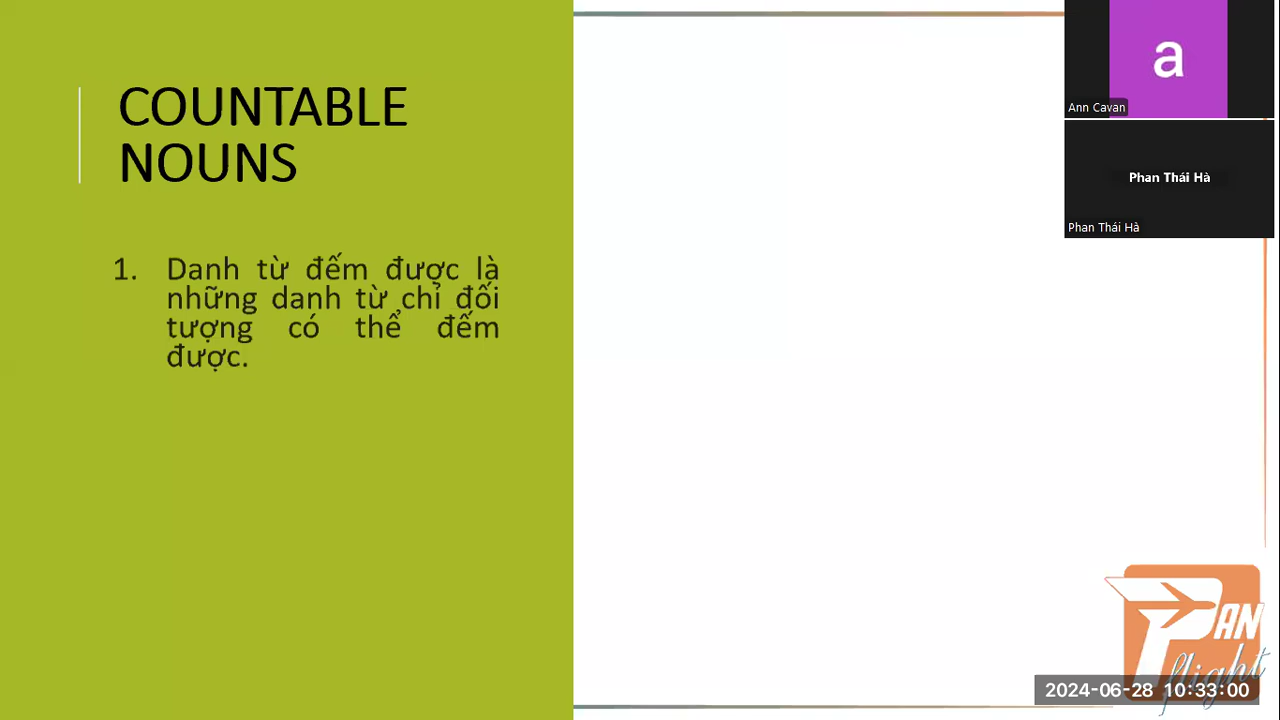 COUNTABLE
NOUNS
1. Danh từ đếm được là
những danh từ chỉ đối
tượng có thể đếm
được.
a
Ann Cavan
Phan Thái Hà
Phan Thái Hà
PAN
flight
2024-06-28 10:33:00